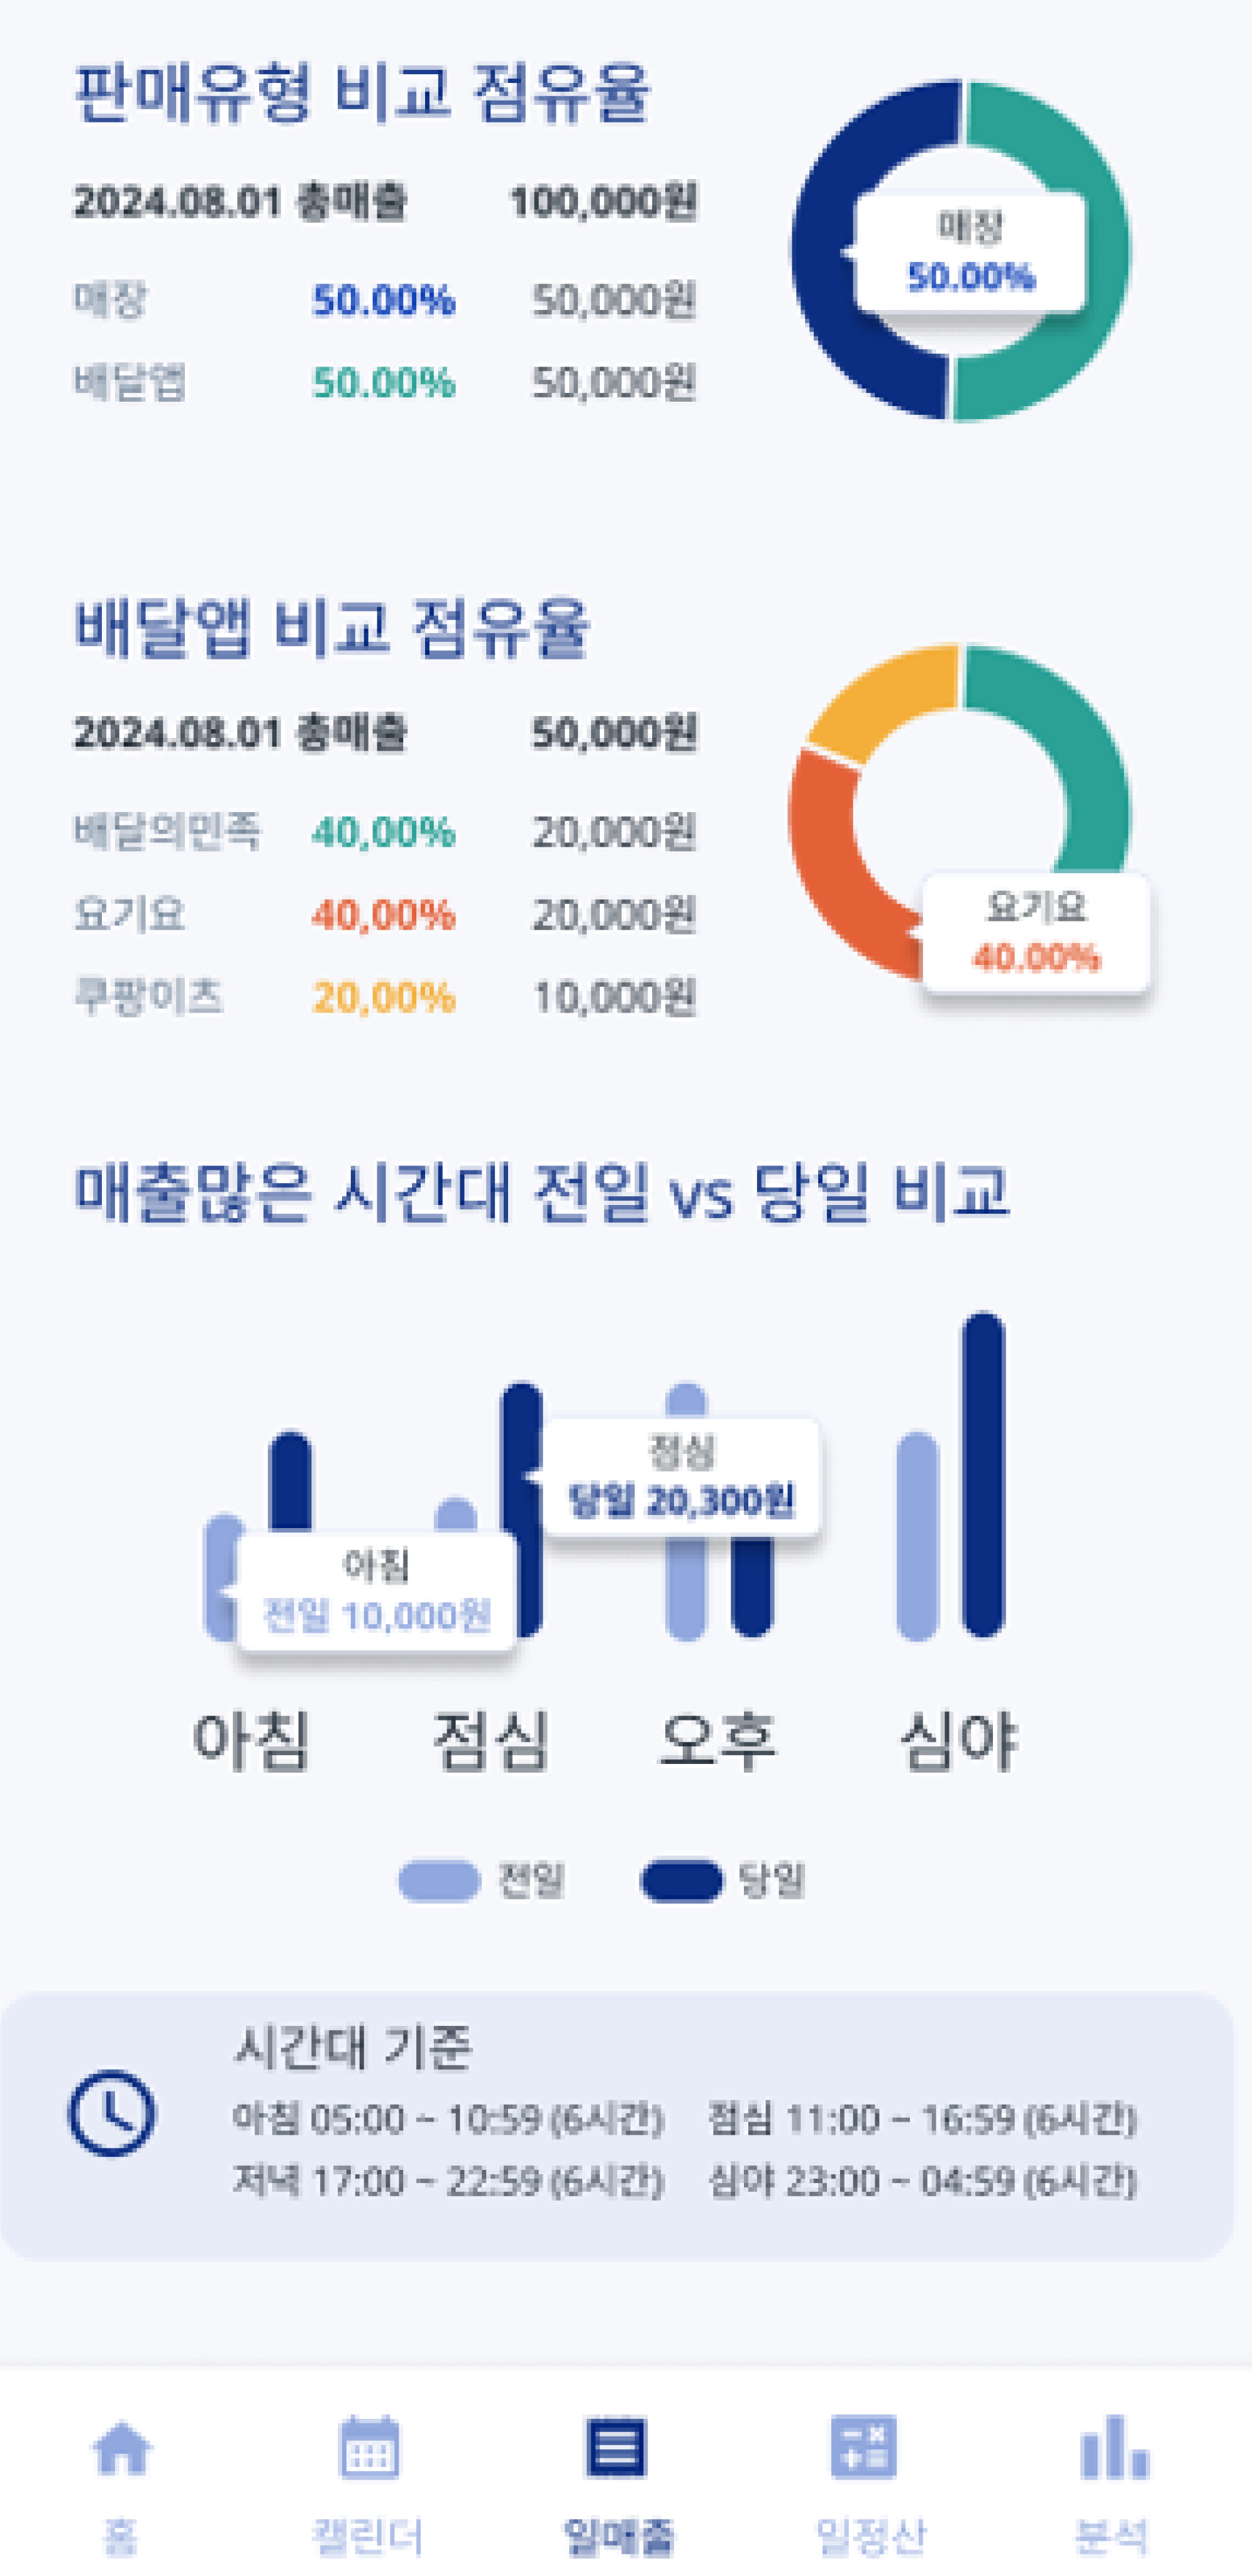 판매유형 비교 점유율
2024.08.01 총매출 100,000원
매장 50.00% 50,000원
배달앱 50.00% 50,000원
매장
50.00%
배달앱 비교 점유율
2024.08.01 총매출 50,000원
배달의민족 40,00% 20,000원
요기요 40,00% 20,000원
쿠팡이츠 20,00% 10,000원
요기요
40.00%
매출많은 시간대 전일 vs 당일 비교
점심
당일 20,300원
아침
전일 10,000원
아침 점심 오후 심야
전일 당일
시간대 기준
아침 05:00 ~ 10:59 (6시간) 점심 11:00 ~ 16:59 (6시간)
저녁 17:00 ~ 22:59 (6시간) 심야 23:00 ~ 04:59 (6시간)
홈 캘린더 일매출 일정산 분석